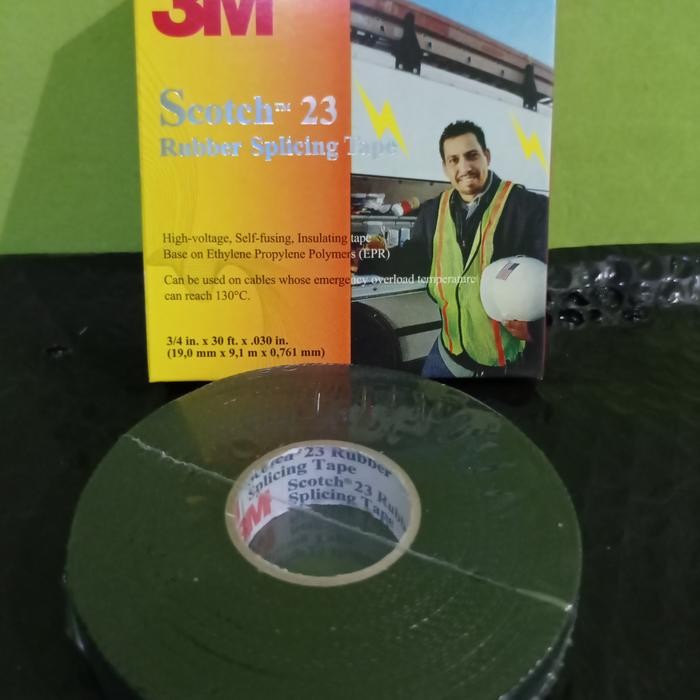 3M
Scotch™ 23
Rubber Splicing Tape
High-voltage, Self-fusing, Insulating tape
Base on Ethylene Propylene Polymers (EPR)
Can be used on cables whose emergency overload temperature
can reach 130°C.
3/4 in. x 30 ft. x .030 in.
(19,0 mm x 9,1 m x 0,761 mm)
23 Rubber
Splicing Tape
Scotch® 23
Splicing Tape
3M